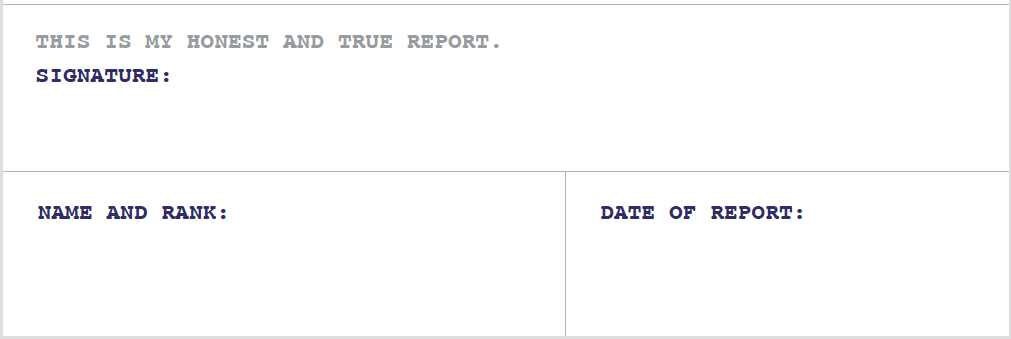 THIS IS MY HONEST AND TRUE REPORT.
SIGNATURE:
NAME AND RANK:
DATE OF REPORT: